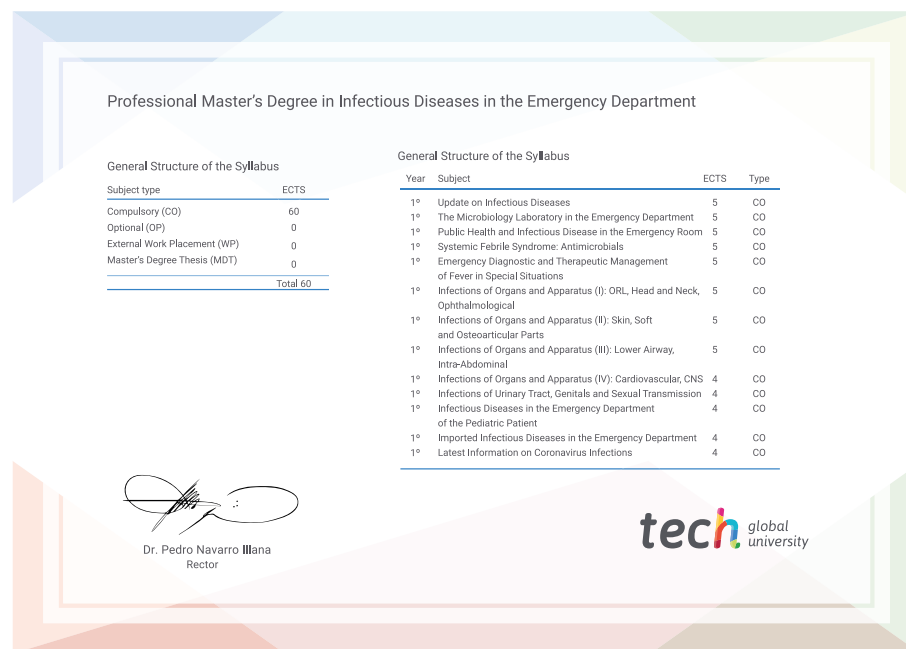 Professional Master's Degree in Infectious Diseases in the Emergency Department
General Structure of the Syllabus
Subject type ECTS
Compulsory (CO) 60
Optional (OP) 0
External Work Placement (WP) 0
Master's Degree Thesis (MDT) 0
Total 60
General Structure of the Syllabus
Year Subject ECTS Type
1º Update on Infectious Diseases 5 CO
1º The Microbiology Laboratory in the Emergency Department 5 CO
1º Public Health and Infectious Disease in the Emergency Room 5 CO
1º Systemic Febrile Syndrome: Antimicrobials 5 CO
1º Emergency Diagnostic and Therapeutic Management 5 CO
of Fever in Special Situations
1º Infections of Organs and Apparatus (I): ORL, Head and Neck, 5 CO
Ophthalmological
1º Infections of Organs and Apparatus (II): Skin, Soft 5 CO
and Osteoarticular Parts
1º Infections of Organs and Apparatus (III): Lower Airway, 5 CO
Intra-Abdominal
1º Infections of Organs and Apparatus (IV): Cardiovascular, CNS 4 CO
1º Infections of Urinary Tract, Genitals and Sexual Transmission 4 CO
1º Infectious Diseases in the Emergency Department 4 CO
of the Pediatric Patient
1º Imported Infectious Diseases in the Emergency Department 4 CO
1º Latest Information on Coronavirus Infections 4 CO
Dr. Pedro Navarro Illana
Rector
tech global
university